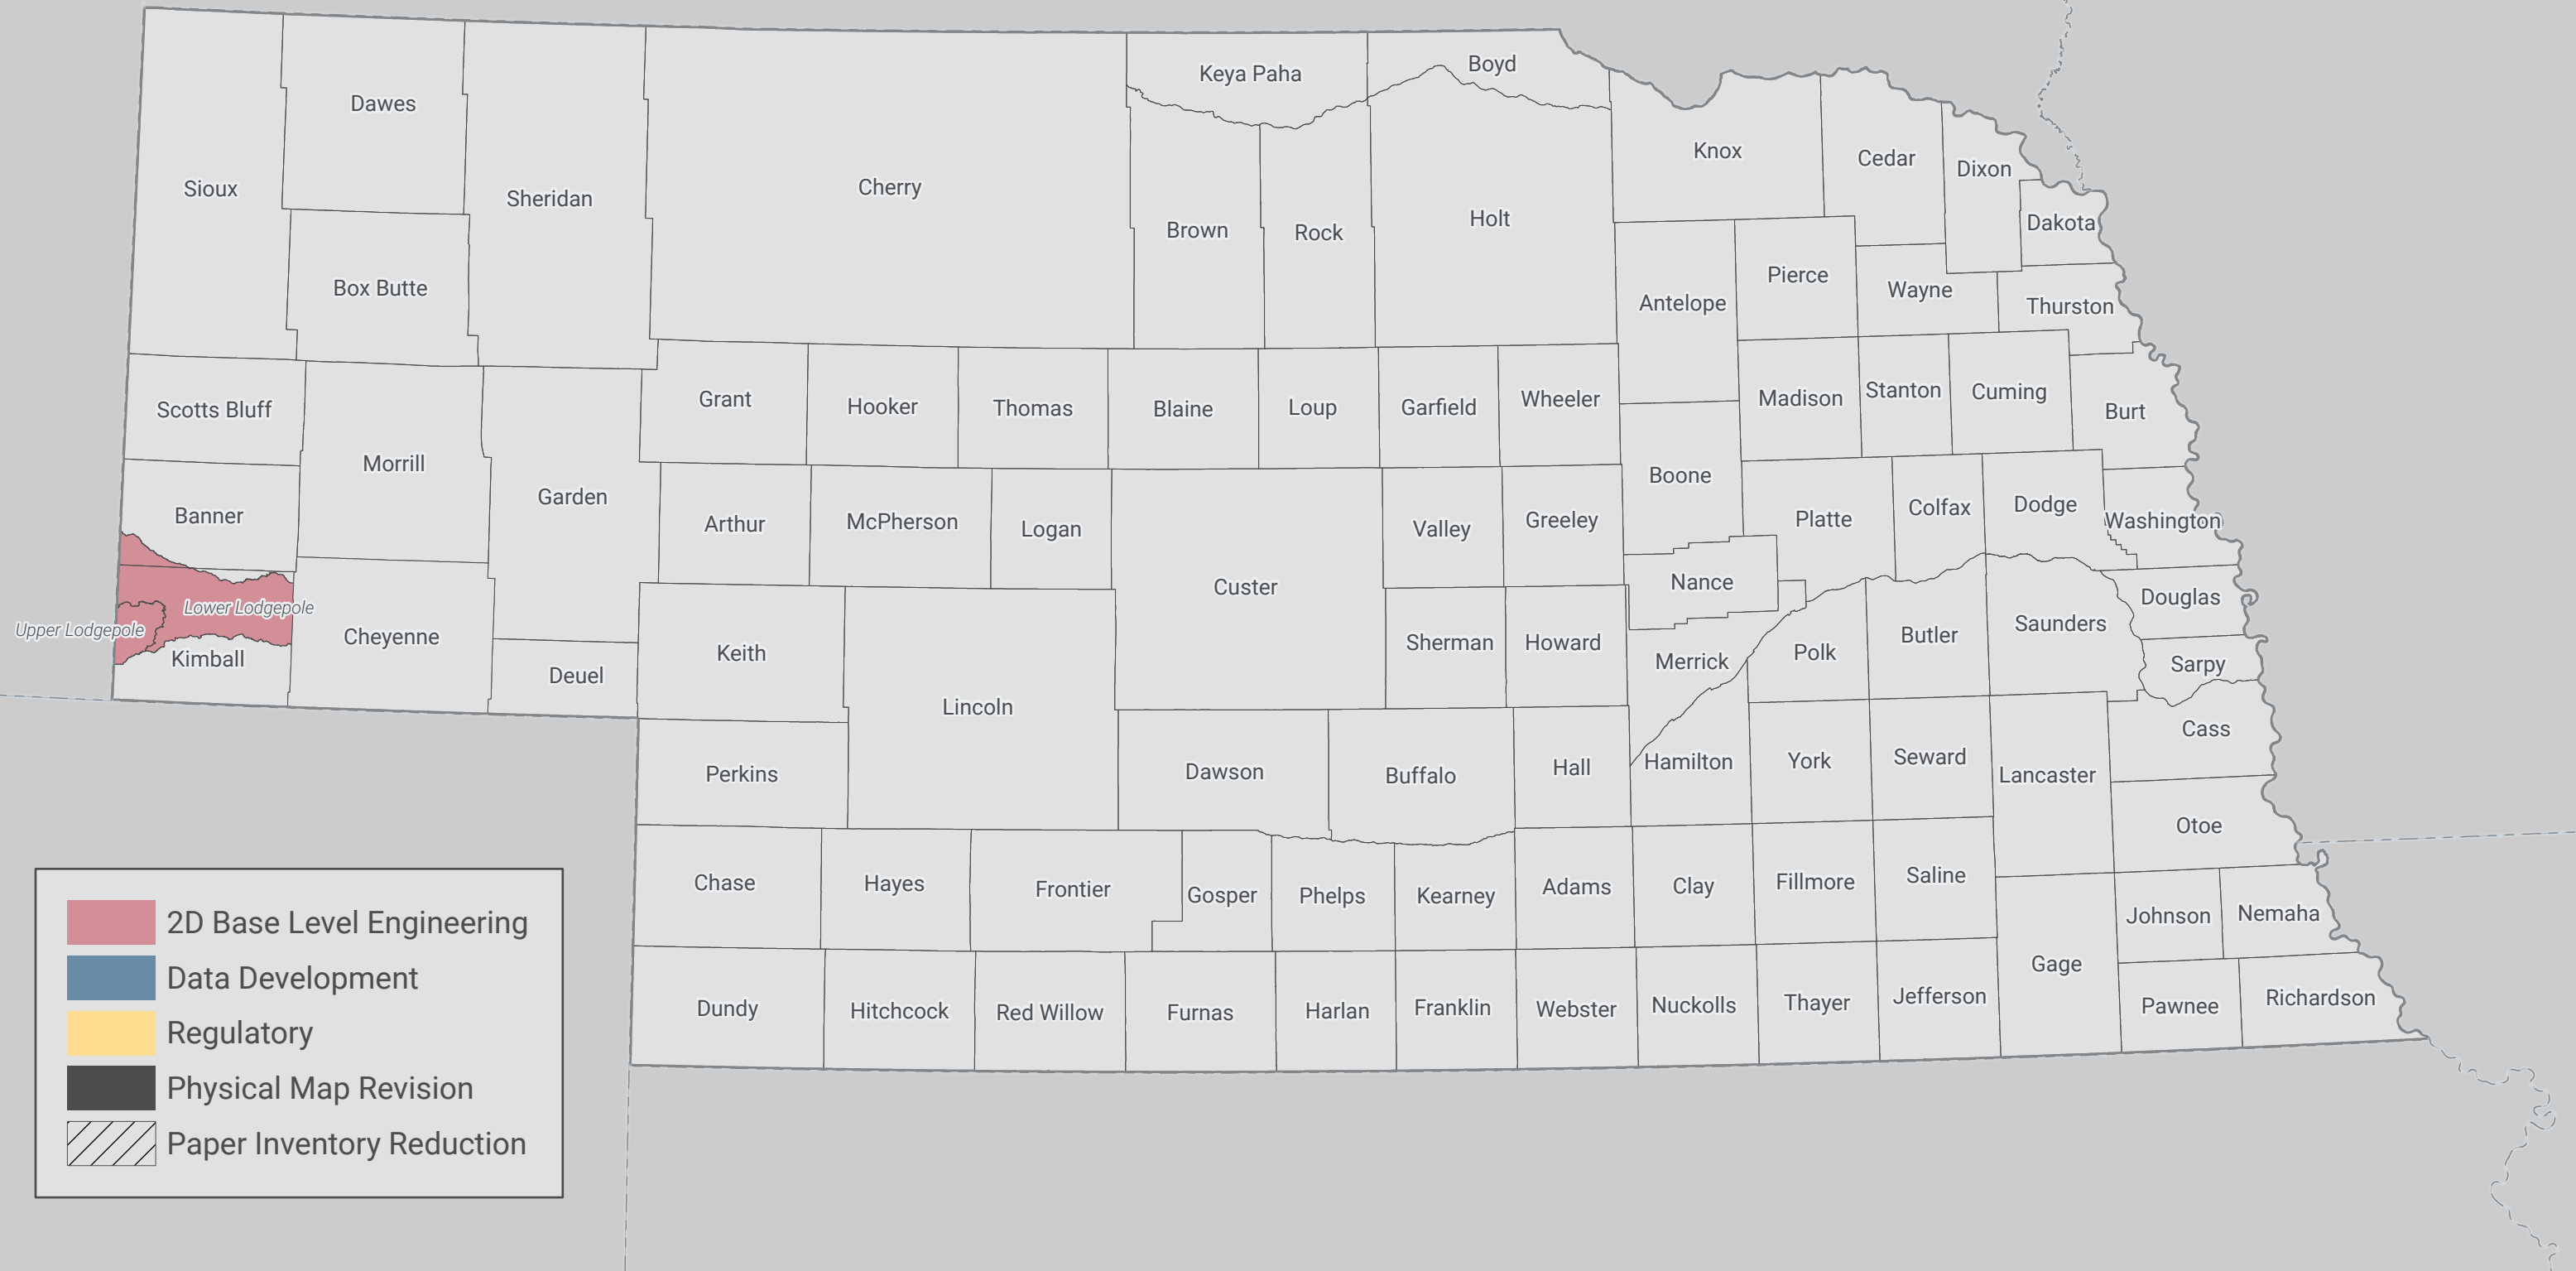 Keya Paha
Boyd
Dawes
Knox
Cedar
Dixon
Sioux
Sheridan
Cherry
Brown
Rock
Holt
Dakota
Box Butte
Antelope
Pierce
Wayne
Thurston
Scotts Bluff
Grant
Hooker
Thomas
Blaine
Loup
Garfield
Wheeler
Madison
Stanton
Cuming
Burt
Morrill
Garden
Boone
Banner
Arthur
McPherson
Logan
Valley
Greeley
Platte
Colfax
Dodge
Washington
Custer
Nance
Douglas
Lower Lodgepole
Upper Lodgepole
Kimball
Cheyenne
Deuel
Keith
Sherman
Howard
Merrick
Polk
Butler
Saunders
Sarpy
Lincoln
Cass
Perkins
Dawson
Buffalo
Hall
Hamilton
York
Seward
Lancaster
Otoe
Chase
Hayes
Frontier
Gosper
Phelps
Kearney
Adams
Clay
Fillmore
Saline
Johnson
Nemaha
Gage
Dundy
Hitchcock
Red Willow
Furnas
Harlan
Franklin
Webster
Nuckolls
Thayer
Jefferson
Pawnee
Richardson
2D Base Level Engineering
Data Development
Regulatory
Physical Map Revision
Paper Inventory Reduction